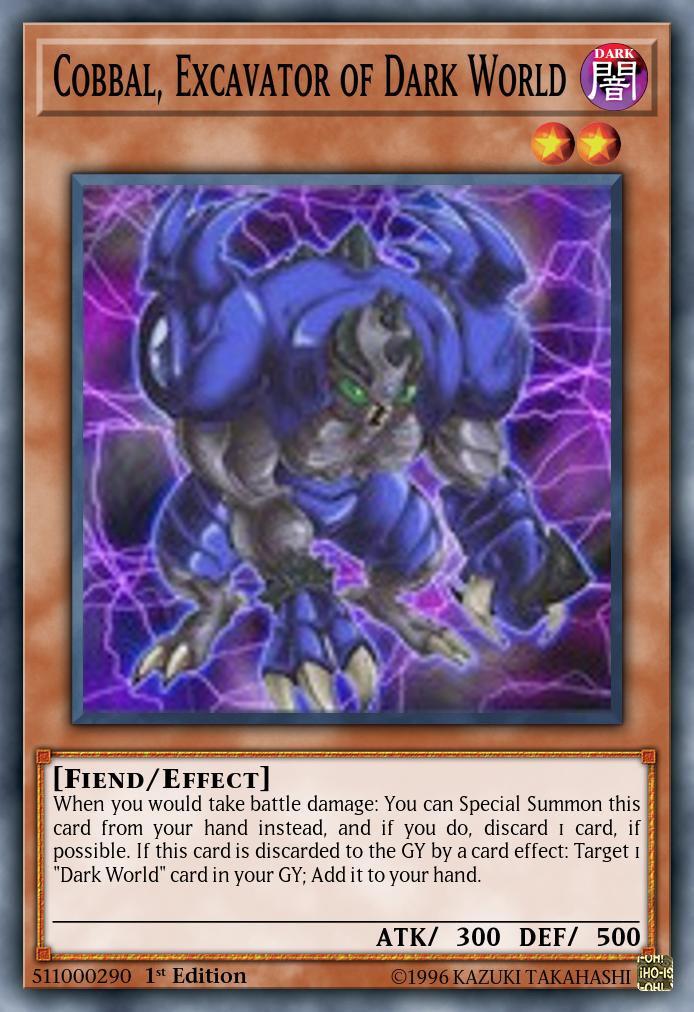 Cobbal, Excavator of Dark World
DARK
闇
[Fiend/Effect]
When you would take battle damage: You can Special Summon this
card from your hand instead, and if you do, discard 1 card, if
possible. If this card is discarded to the GY by a card effect: Target 1
"Dark World" card in your GY; Add it to your hand.
ATK/ 300 DEF/ 500
511000290 1st Edition ©1996 KAZUKI TAKAHASHI